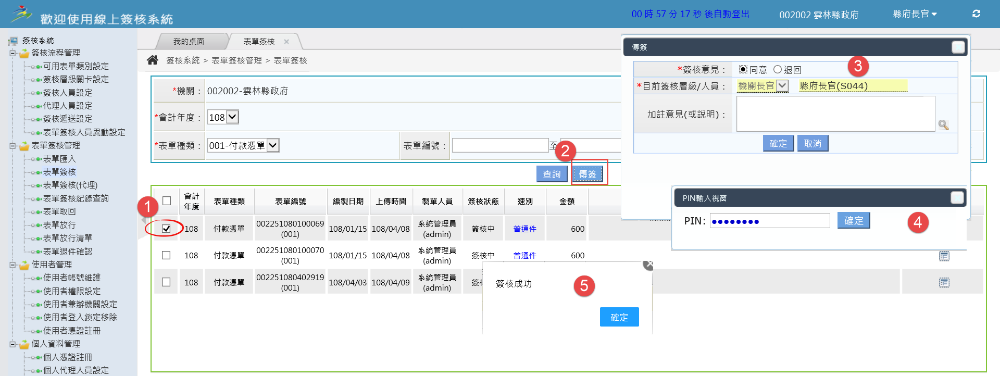 歡迎使用線上簽核系統
00 時 57 分 17 秒 後自動登出
002002 雲林縣政府
縣府長官
簽核系統
簽核流程管理
可用表單類別設定
簽核層級關卡設定
簽核人員設定
代理人員設定
簽核遞送設定
表單簽核人員異動設定
表單簽核管理
表單匯入
表單簽核
表單簽核(代理)
表單簽核紀錄查詢
表單取回
表單放行
表單放行清單
表單退件確認
使用者管理
使用者帳號維護
使用者權限設定
使用者兼辦機關設定
使用者登入鎖定移除
使用者憑證註冊
個人資料管理
個人憑證註冊
個人代理人員設定
我的桌面
表單簽核 ×
簽核系統 > 表單簽核管理 > 表單簽核
*機關：
002002-雲林縣政府
*會計年度：
108
*表單種類：
001-付款憑單
表單編號：
至
2
查詢
傳簽
1
會計年度 表單種類 表單編號 編製日期 上傳時間 製單人員 簽核狀態 速別 金額
108 付款憑單 002251080100069 (001) 108/01/15 108/04/08 系統管理員 (admin) 簽核中 普通件 600
108 付款憑單 002251080100070 (001) 108/01/15 108/04/08 系統管理員 (admin) 簽核中 普通件 600
108 付款憑單 002251080402919 (001) 108/04/03 108/04/09 系統管理員 (admin)
傳簽
3
*簽核意見：
同意
退回
*目前簽核層級/人員：
機關長官
縣府長官(S044)
加註意見(或說明)：
確定
取消
PIN輸入視窗
PIN:
確定
4
簽核成功
5
確定